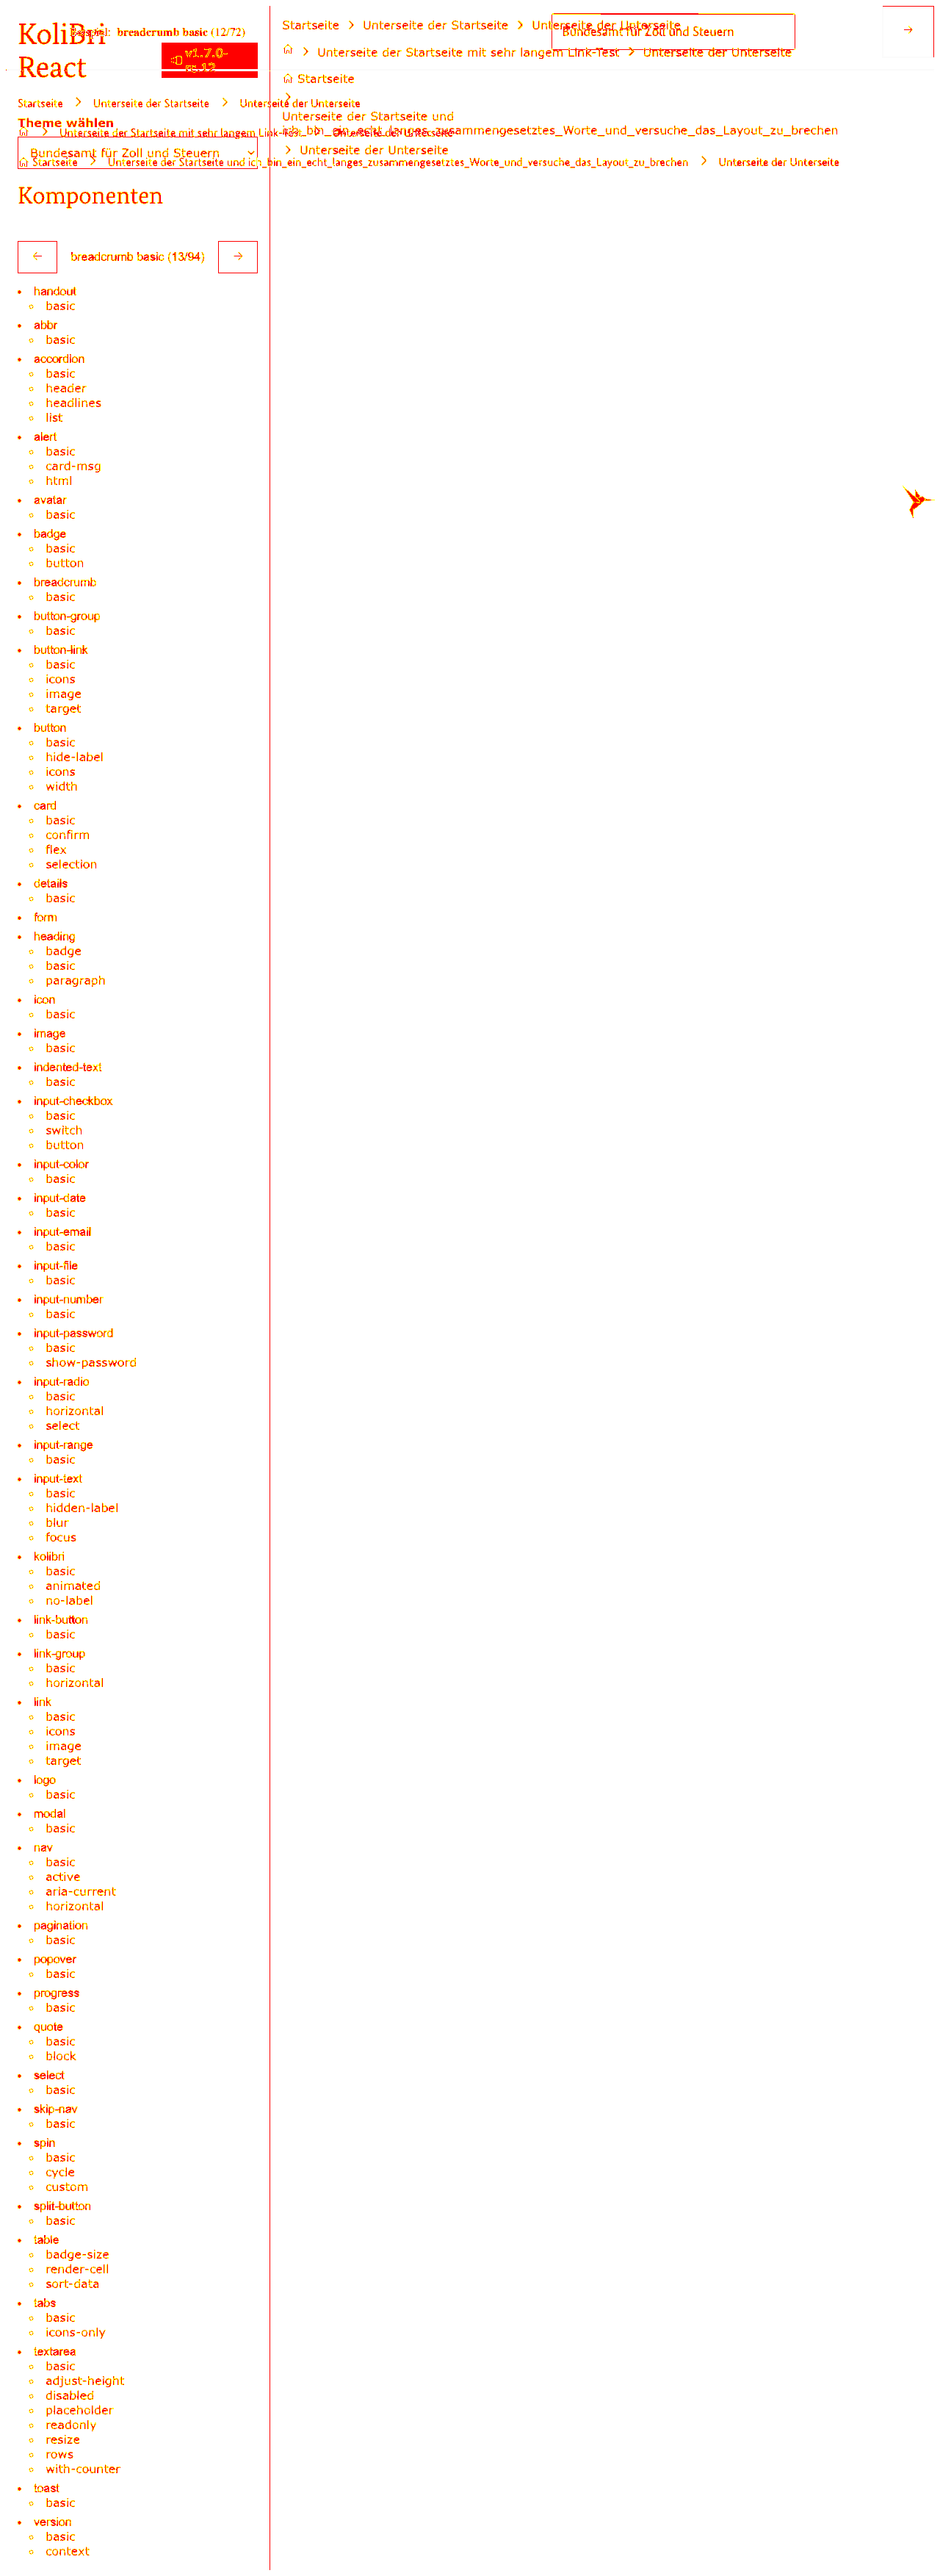 KoliBri
React
Beispiel: breadcrumb basic (12/72)
v1.7.0-
rc.12
Startseite Unterseite der Startseite Unterseite der Unterseite
Bundesamt für Zoll und Steuern
Unterseite der Startseite mit sehr langem Link-Test Unterseite der Unterseite
Startseite
Unterseite der Startseite und
ich_bin_ein_echt_langes_zusammengesetztes_Worte_und_versuche_das_Layout_zu_brechen
Unterseite der Unterseite
Startseite Unterseite der Startseite Unterseite der Unterseite
Theme wählen
Unterseite der Startseite mit sehr langem Link-Test Unterseite der Unterseite
Bundesamt für Zoll und Steuern
Startseite Unterseite der Startseite und ich_bin_ein_echt_langes_zusammengesetztes_Worte_und_versuche_das_Layout_zu_brechen Unterseite der Unterseite
Komponenten
breadcrumb basic (13/94)
handout
basic
abbr
basic
accordion
basic
header
headlines
list
alert
basic
card-msg
html
avatar
basic
badge
basic
button
breadcrumb
basic
button-group
basic
button-link
basic
icons
image
target
button
basic
hide-label
icons
width
card
basic
confirm
flex
selection
details
basic
form
heading
badge
basic
paragraph
icon
basic
image
basic
indented-text
basic
input-checkbox
basic
switch
button
input-color
basic
input-date
basic
input-email
basic
input-file
basic
input-number
basic
input-password
basic
show-password
input-radio
basic
horizontal
select
input-range
basic
input-text
basic
hidden-label
blur
focus
kolibri
basic
animated
no-label
link-button
basic
link-group
basic
horizontal
link
basic
icons
image
target
logo
basic
modal
basic
nav
basic
active
aria-current
horizontal
pagination
basic
popover
basic
progress
basic
quote
basic
block
select
basic
skip-nav
basic
spin
basic
cycle
custom
split-button
basic
table
badge-size
render-cell
sort-data
tabs
basic
icons-only
textarea
basic
adjust-height
disabled
placeholder
readonly
resize
rows
with-counter
toast
basic
version
basic
context